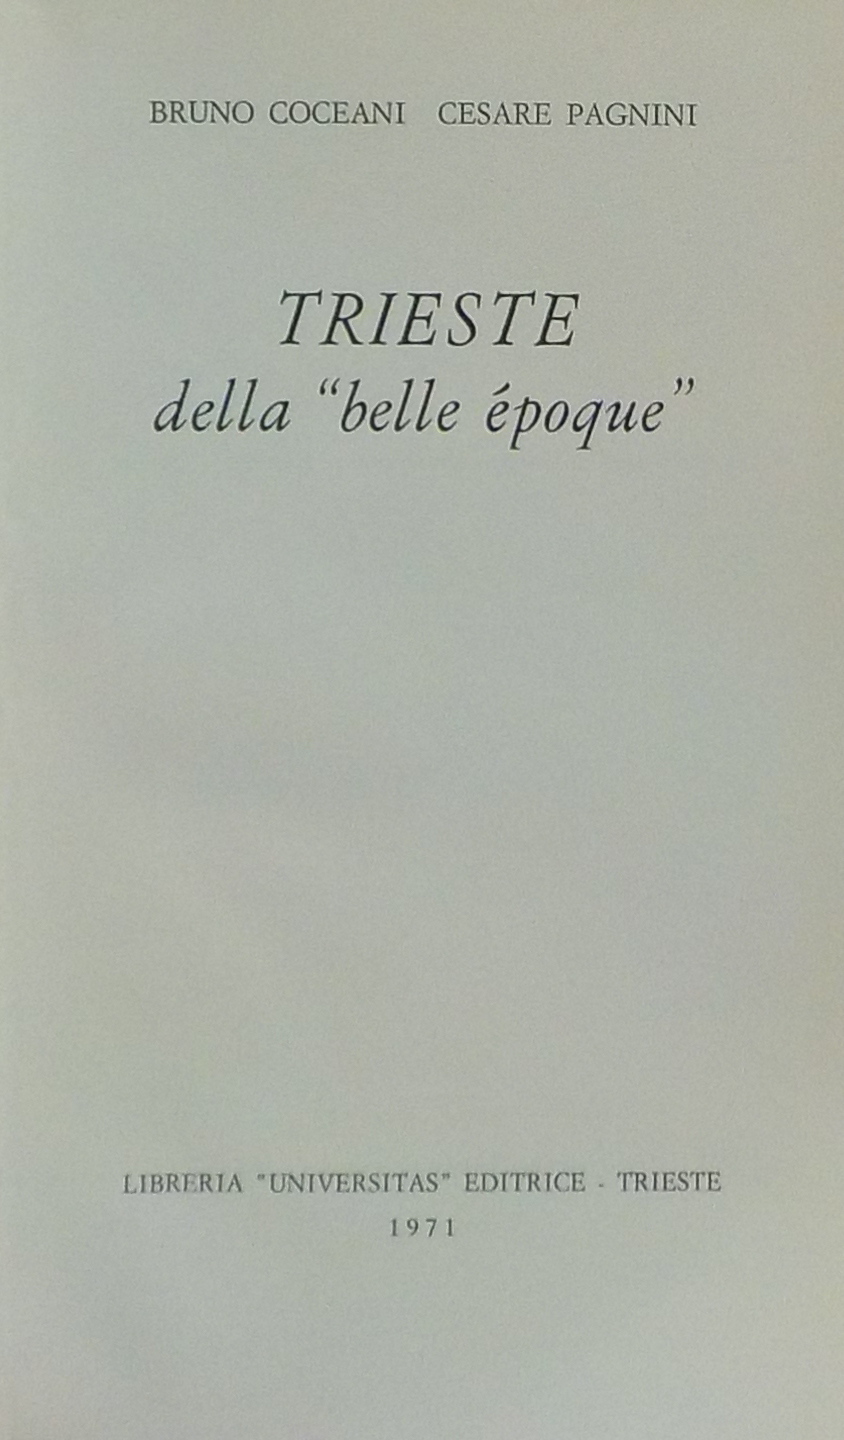 BRUNO COCEANI CESARE PAGNINI
TRIESTE
della “belle époque”
LIBRERIA "UNIVERSITAS" EDITRICE - TRIESTE
1971